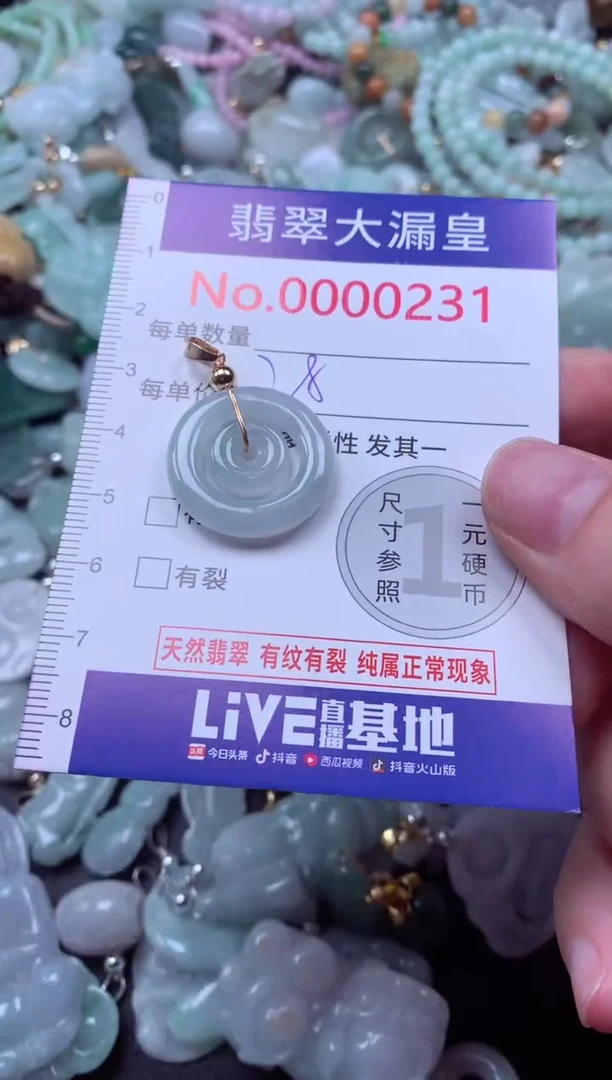 0
翡翠大漏皇
1
No.0000231
2
每单数量
3
每单价
28
4
性 发其一
5
尺寸参照
1
一元硬币
6
有裂
7
天然翡翠 有纹有裂 纯属正常现象
8
LiVE直播基地
今日头条 抖音 西瓜视频 抖音火山版